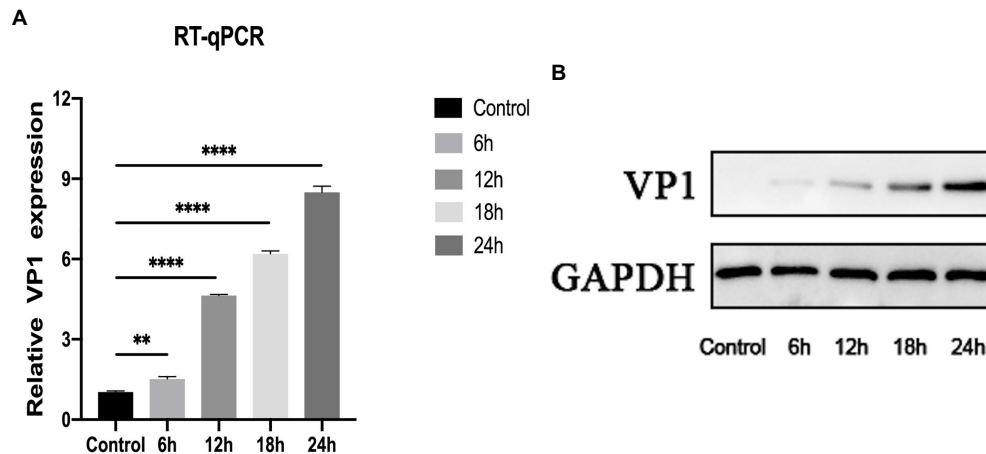 A
RT-qPCR
Relative VP1 expression
12
9
6
3
0
****
****
****
**
Control 6h 12h 18h 24h
Control
6h
12h
18h
24h
B
VP1
GAPDH
Control 6h 12h 18h 24h